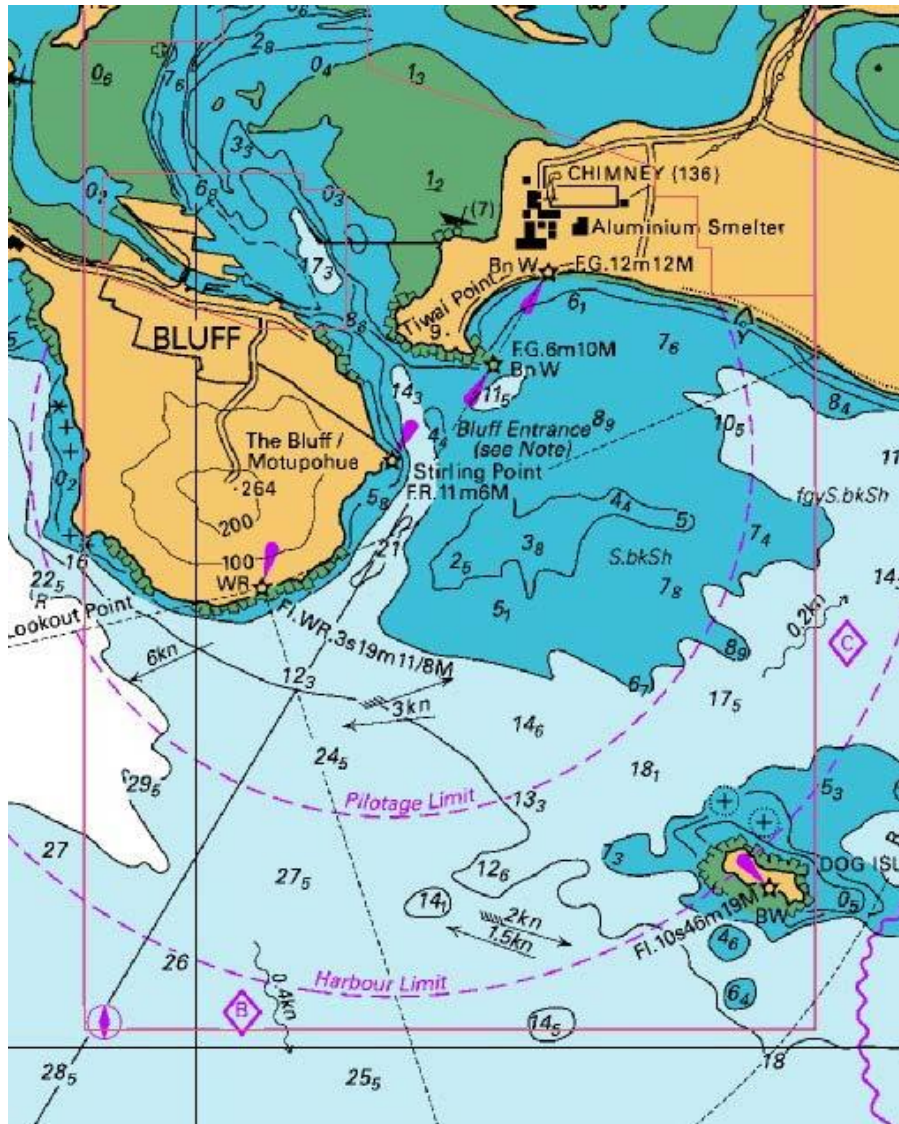 0₆
7₆
2₈
0₄
1₃
0
3₃
0₂
6₈
0₃
1₂
(7)
CHIMNEY (136)
Aluminium Smelter
17₃
BnW
F.G.12m12M
Tiwai Point
9
6₁
BLUFF
8₆
F.G.6m10M
BnW
7₆
14₃
11₅
8₄
10₅
8₉
Bluff Entrance
(see Note)
4₄
The Bluff /
Motupohue
Stirling Point
F.R.11m6M
264
200
100
5₈
0₂
16
21
4₄
5
3₈
2₅
S.bkSh
fgyS.bkSh
7₄
7₈
5₁
WR
Fl.WR.3s19m11/8M
22₅
R
Lookout Point
6kn
12₃
3kn
0.2kn
C
8₉
6₇
17₅
14₆
24₅
18₁
29₅
Pilotage Limit
13₃
5₃
27
27₅
12₆
7₃
DOG ISL
14₁
2kn
1.5kn
Fl.10s46m19M
BW
0₅
R
4₆
26
0.4kn
Harbour Limit
B
6₄
14₅
18
28₅
25₅